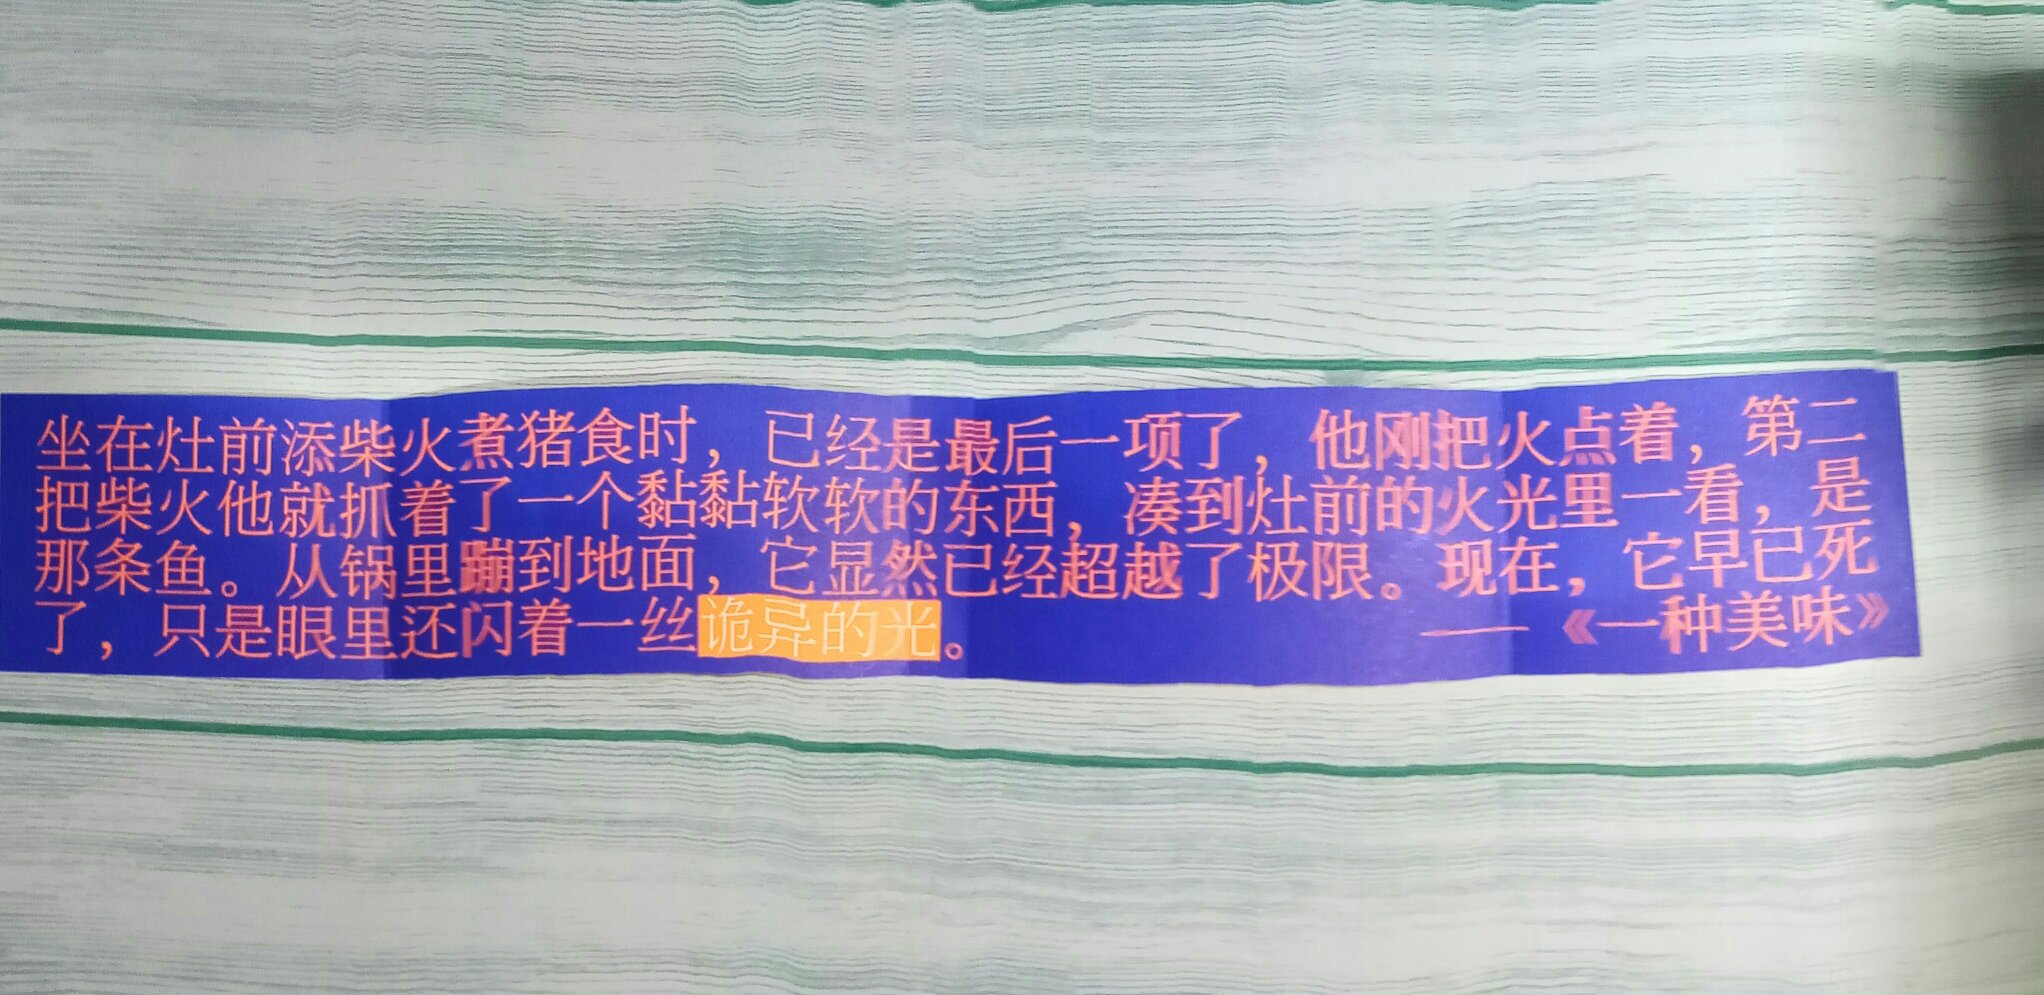 坐在灶前添柴火煮猪食时，已经是最后一项了，他刚把火点着，第二
把柴火他就抓着了一个黏黏软软的东西，凑到灶前的火光里一看，是
那条鱼。从锅里蹦到地面，它显然已经超越了极限。现在，它早已死
了，只是眼里还闪着一丝诡异的光。 ——《一种美味》